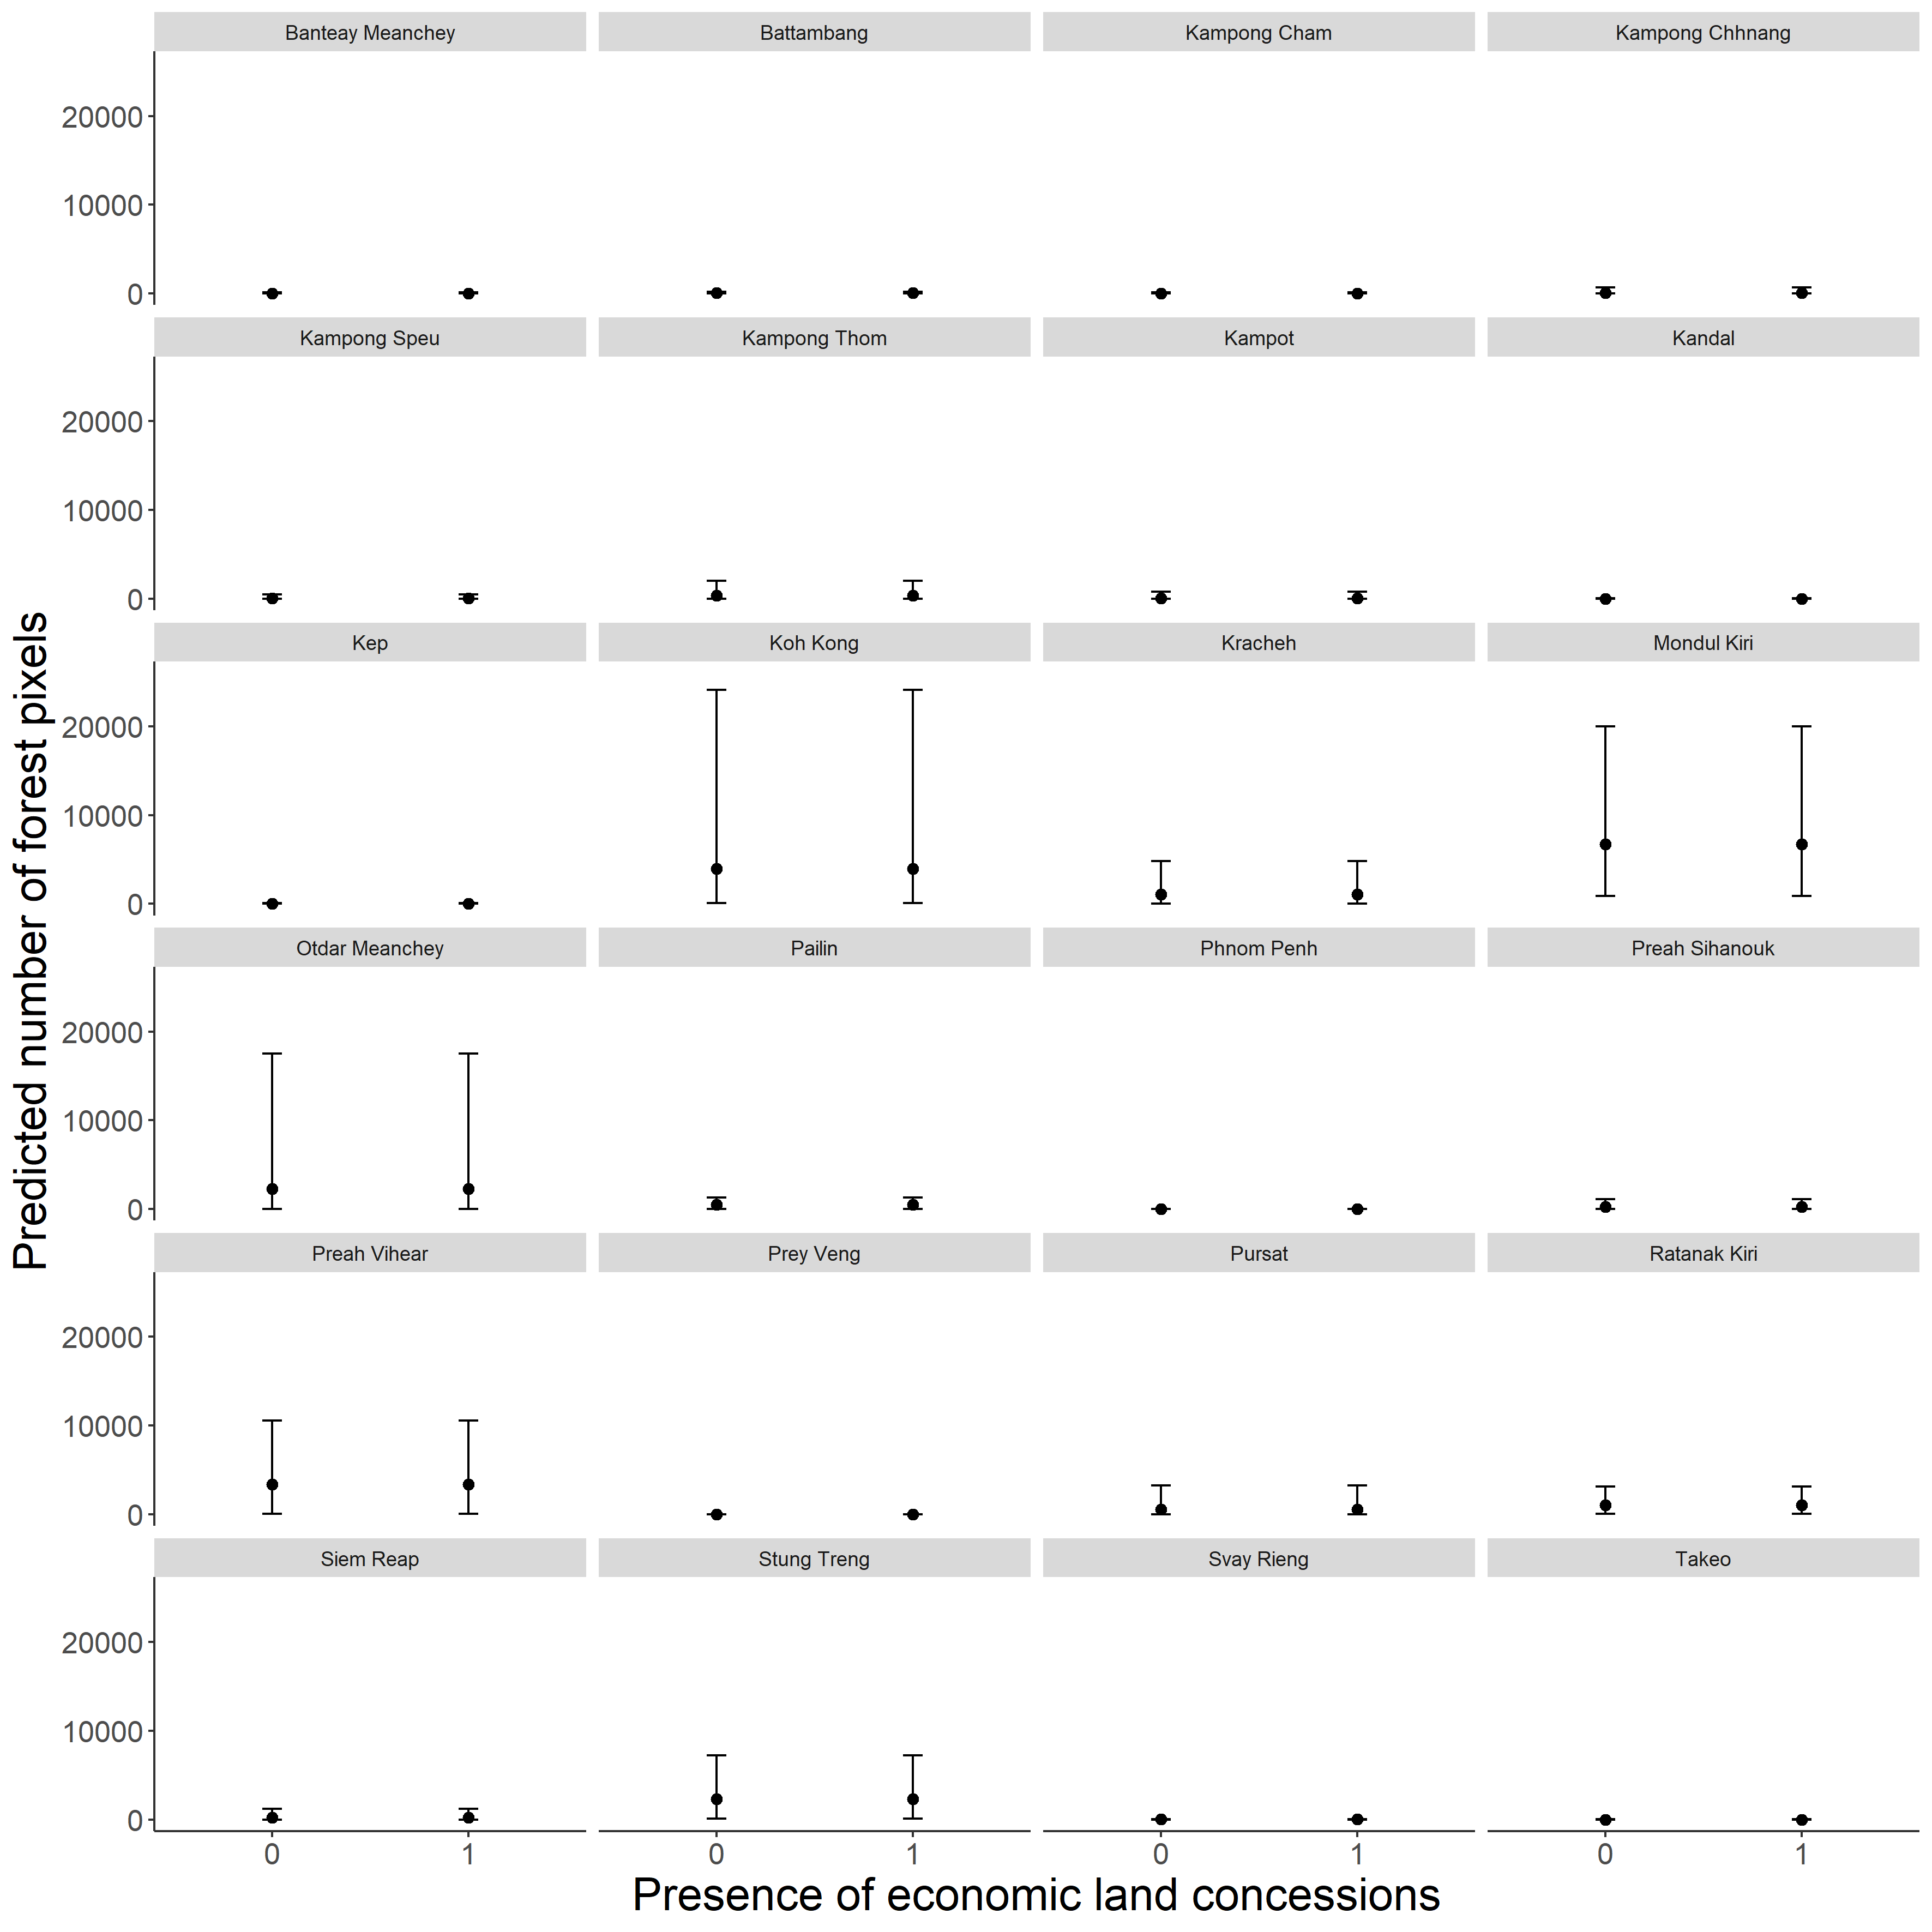 Banteay Meanchey Battambang Kampong Cham Kampong Chhnang
20000
10000
0
Kampong Speu Kampong Thom Kampot Kandal
20000
10000
0
Kep Koh Kong Kracheh Mondul Kiri
20000
10000
0
Otdar Meanchey Pailin Phnom Penh Preah Sihanouk
20000
10000
0
Preah Vihear Prey Veng Pursat Ratanak Kiri
20000
10000
0
Siem Reap Stung Treng Svay Rieng Takeo
20000
10000
0
0 1 0 1 0 1 0 1
Presence of economic land concessions
Predicted number of forest pixels